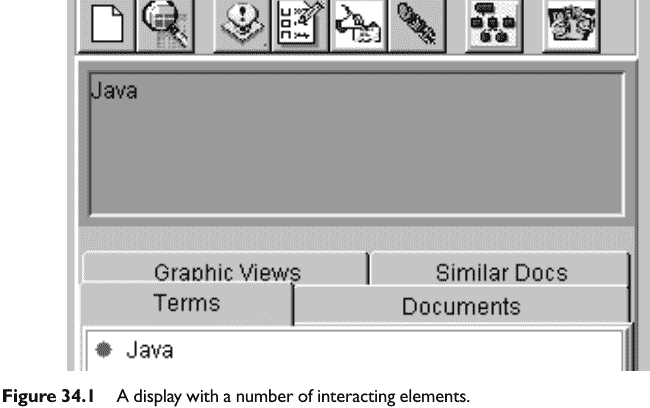 Java
Graphic Views Similar Docs
Terms Documents
Java
Figure 34.1 A display with a number of interacting elements.